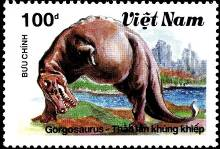 100đ Việt Nam
BƯU CHÍNH
Gorgosaurus - Thằn lằn khủng khiếp